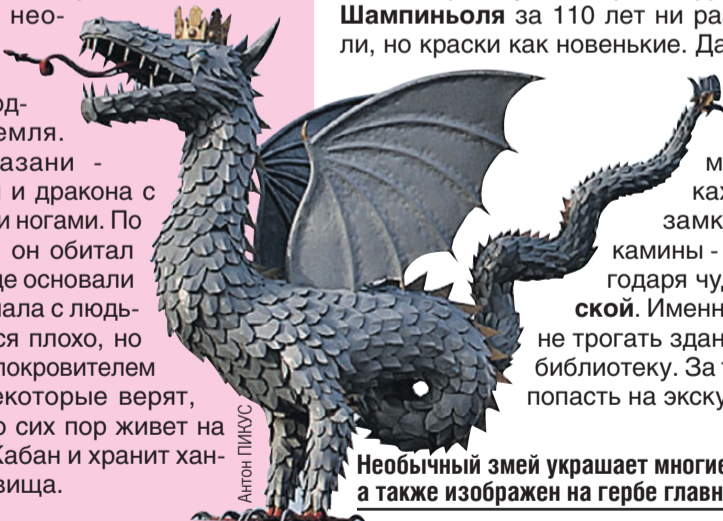 нео-
од-
емля.
азани -
и дракона с
и ногами. По
он обитал
де основали
ала с людь-
ся плохо, но
покровителем
екоторые верят,
о сих пор живет на
Кабан и хранит хан-
вища.
Антон ПИКУС
Шампиньоля за 110 лет ни раз
ли, но краски как новенькие. Да
м
ках
замк
камины -
годаря чуд
ской. Именн
не трогать здан
библиотеку. За
попасть на экску
Необычный змей украшает многие
а также изображен на гербе главн